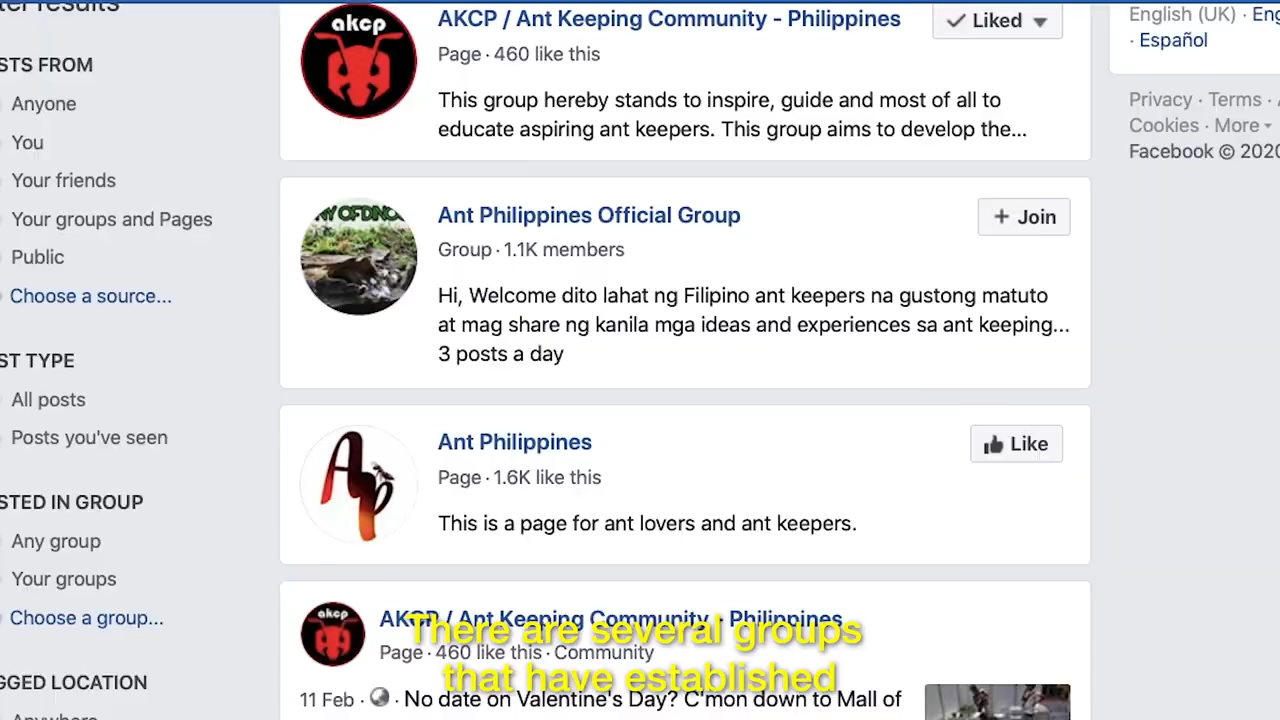 AKCP / Ant Keeping Community - Philippines
Liked
Page · 460 like this
This group hereby stands to inspire, guide and most of all to
educate aspiring ant keepers. This group aims to develop the...
akcp
English (UK) ·
· Español
Privacy · Terms ·
Cookies · More
Facebook © 2020
STS FROM
Anyone
You
Your friends
Your groups and Pages
Public
Choose a source...
ST TYPE
All posts
Posts you've seen
STED IN GROUP
Any group
Your groups
Choose a group...
GGED LOCATION
Ant Philippines Official Group
+ Join
Group · 1.1K members
Hi, Welcome dito lahat ng Filipino ant keepers na gustong matuto
at mag share ng kanila mga ideas and experiences sa ant keeping...
3 posts a day
Ant Philippines
Like
Page · 1.6K like this
This is a page for ant lovers and ant keepers.
Ap
akcp
AKCP / Ant Keeping Community - Philippines
Page · 460 like this · Community
11 Feb · No date on Valentine's Day? C'mon down to Mall of
There are several groups
that have established